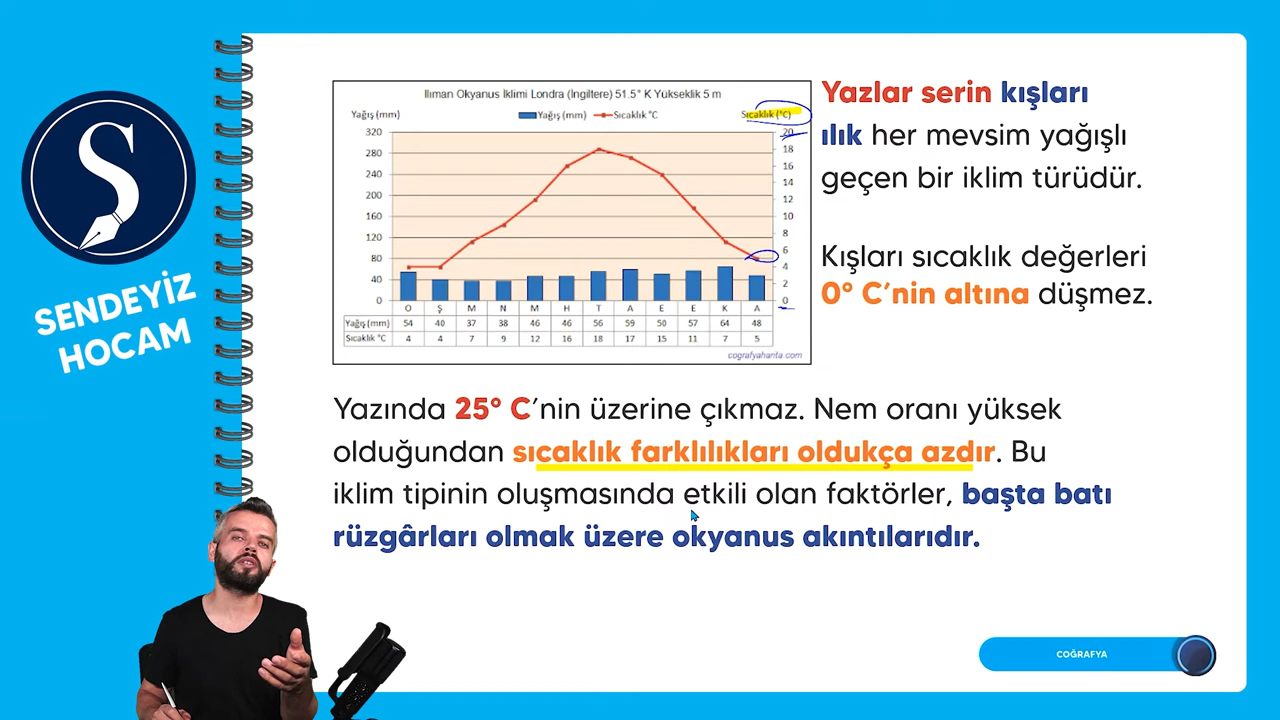 SENDEYİZ
HOCAM
Ilıman Okyanus İklimi Londra (İngiltere) 51.5° K Yükseklik 5 m
Yağış (mm)
Yağış (mm)
Sıcaklık °C
Sıcaklık (°C)
320
280
240
200
160
120
80
40
0
20
18
16
14
12
10
8
6
4
2
0
O Ş M N M H T A E E K A
Yağış (mm) 54 40 37 38 46 46 56 59 50 57 64 48
Sıcaklık °C 4 4 7 9 12 16 18 17 15 11 7 5
cografyaharita.com
Yazlar serin kışları
ılık her mevsim yağışlı
geçen bir iklim türüdür.
Kışları sıcaklık değerleri
0° C’nin altına düşmez.
Yazında 25° C’nin üzerine çıkmaz. Nem oranı yüksek
olduğundan sıcaklık farklılıkları oldukça azdır. Bu
iklim tipinin oluşmasında etkili olan faktörler, başta batı
rüzgârları olmak üzere okyanus akıntılarıdır.
COĞRAFYA